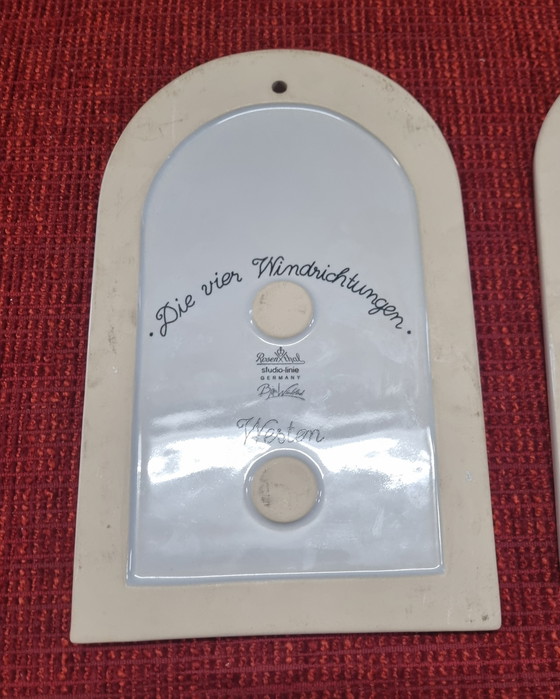 • Die vier Windrichtungen •
Rosenthal
studio-linie
GERMANY
Westen